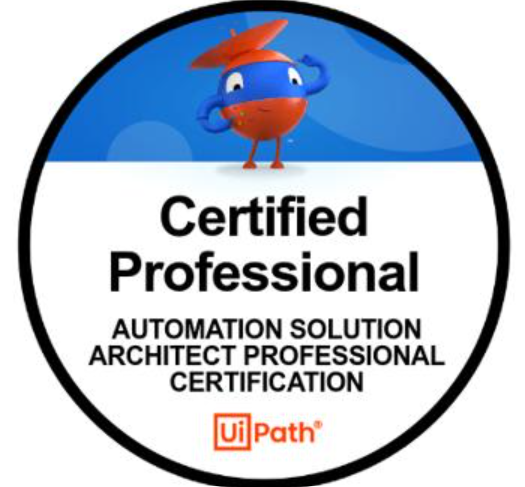 Certified
Professional
AUTOMATION SOLUTION
ARCHITECT PROFESSIONAL
CERTIFICATION
UiPath®